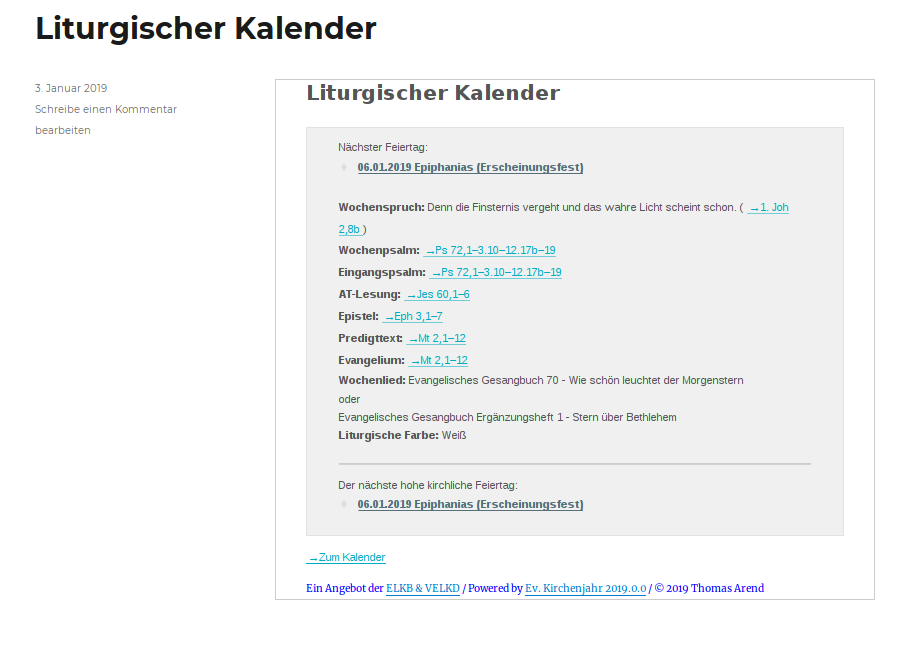 Liturgischer Kalender
3. Januar 2019
Schreibe einen Kommentar
bearbeiten
Liturgischer Kalender
Nächster Feiertag:
06.01.2019 Epiphanias (Erscheinungsfest)
Wochenspruch: Denn die Finsternis vergeht und das wahre Licht scheint schon. ( →1. Joh
2,8b )
Wochenpsalm: →Ps 72,1–3.10–12.17b–19
Eingangspsalm: →Ps 72,1–3.10–12.17b–19
AT-Lesung: →Jes 60,1–6
Epistel: →Eph 3,1–7
Predigttext: →Mt 2,1–12
Evangelium: →Mt 2,1–12
Wochenlied: Evangelisches Gesangbuch 70 - Wie schön leuchtet der Morgenstern
oder
Evangelisches Gesangbuch Ergänzungsheft 1 - Stern über Bethlehem
Liturgische Farbe: Weiß
Der nächste hohe kirchliche Feiertag:
06.01.2019 Epiphanias (Erscheinungsfest)
→Zum Kalender
Ein Angebot der ELKB & VELKD / Powered by Ev. Kirchenjahr 2019.0.0 / © 2019 Thomas Arend